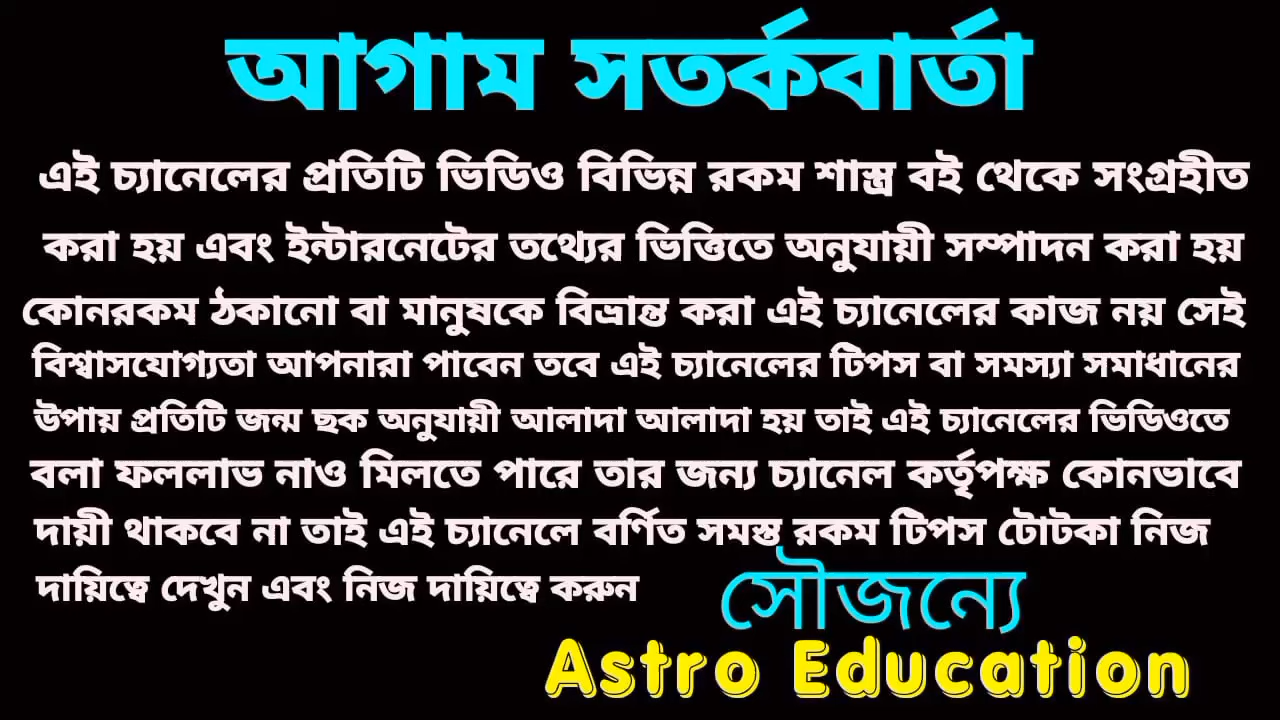 আগাম সতর্কবার্তা
এই চ্যানেলের প্রতিটি ভিডিও বিভিন্ন রকম শাস্ত্র বই থেকে সংগ্রহীত
করা হয় এবং ইন্টারনেটের তথ্যের ভিত্তিতে অনুযায়ী সম্পাদন করা হয়
কোনরকম ঠকানো বা মানুষকে বিভ্রান্ত করা এই চ্যানেলের কাজ নয় সেই
বিশ্বাসযোগ্যতা আপনারা পাবেন তবে এই চ্যানেলের টিপস বা সমস্যা সমাধানের
উপায় প্রতিটি জন্ম ছক অনুযায়ী আলাদা আলাদা হয় তাই এই চ্যানেলের ভিডিওতে
বলা ফললাভ নাও মিলতে পারে তার জন্য চ্যানেল কর্তৃপক্ষ কোনভাবে
দায়ী থাকবে না তাই এই চ্যানেলে বর্ণিত সমস্ত রকম টিপস টোটকা নিজ
দায়িত্বে দেখুন এবং নিজ দায়িত্বে করুন
সৌজন্যে
Astro Education